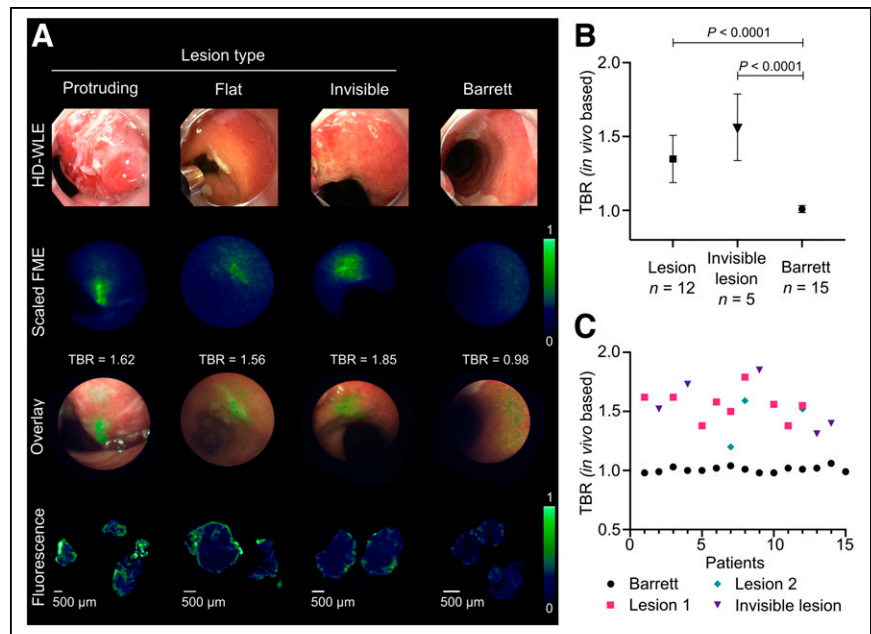 A
Lesion type
Protruding Flat Invisible Barrett
HD-WLE
Scaled FME
1
0
TBR = 1.62 TBR = 1.56 TBR = 1.85 TBR = 0.98
Overlay
Fluorescence
1
0
500 µm 500 µm 500 µm 500 µm
B
P < 0.0001
P < 0.0001
TBR (in vivo based)
2.0
1.5
1.0
Lesion
n = 12
Invisible
lesion
n = 5
Barrett
n = 15
C
TBR (in vivo based)
2.0
1.5
1.0
0.5
0 5 10 15
Patients
Barrett Lesion 2
Lesion 1 Invisible lesion